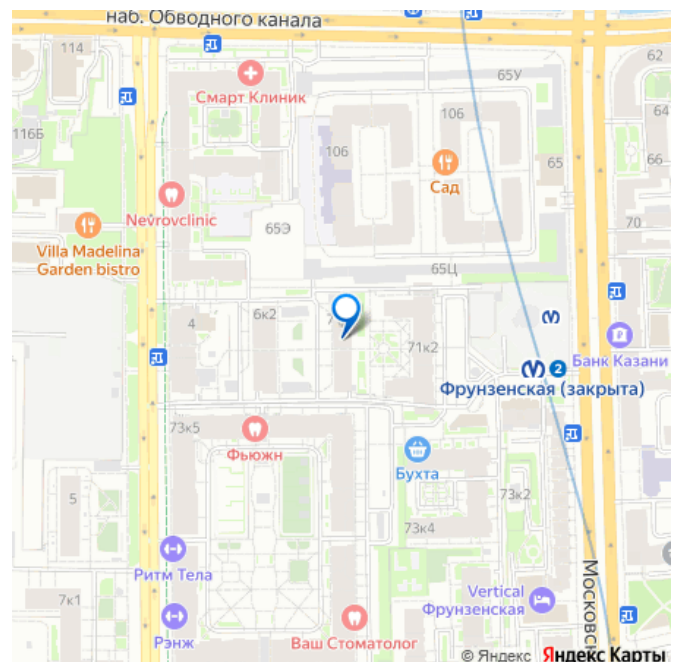 наб. Обводного канала
114
62
65У
Смарт Клиник
64
106
106
116Б
65
66
Сад
Nevrovclinic
70
65Э
Villa Madelina
Garden bistro
65Ц
6к2
4
71к2
Банк Казани
2
Фрунзенская (закрыта)
73к5
Фьюжн
Бухта
5
73к2
73к4
Ритм Тела
Vertical
Фрунзенская
7к1
Рэнж
Ваш Стоматолог
Московск
© Яндекс Яндекс Карты